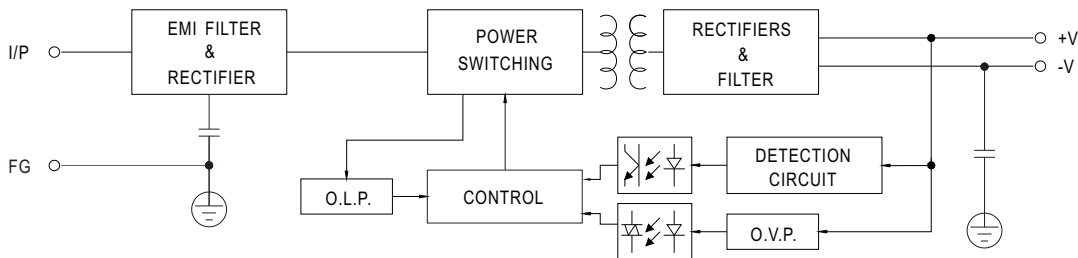 I/P
EMI FILTER
&
RECTIFIER
POWER
SWITCHING
RECTIFIERS
&
FILTER
+V
-V
FG
O.L.P.
CONTROL
DETECTION
CIRCUIT
O.V.P.